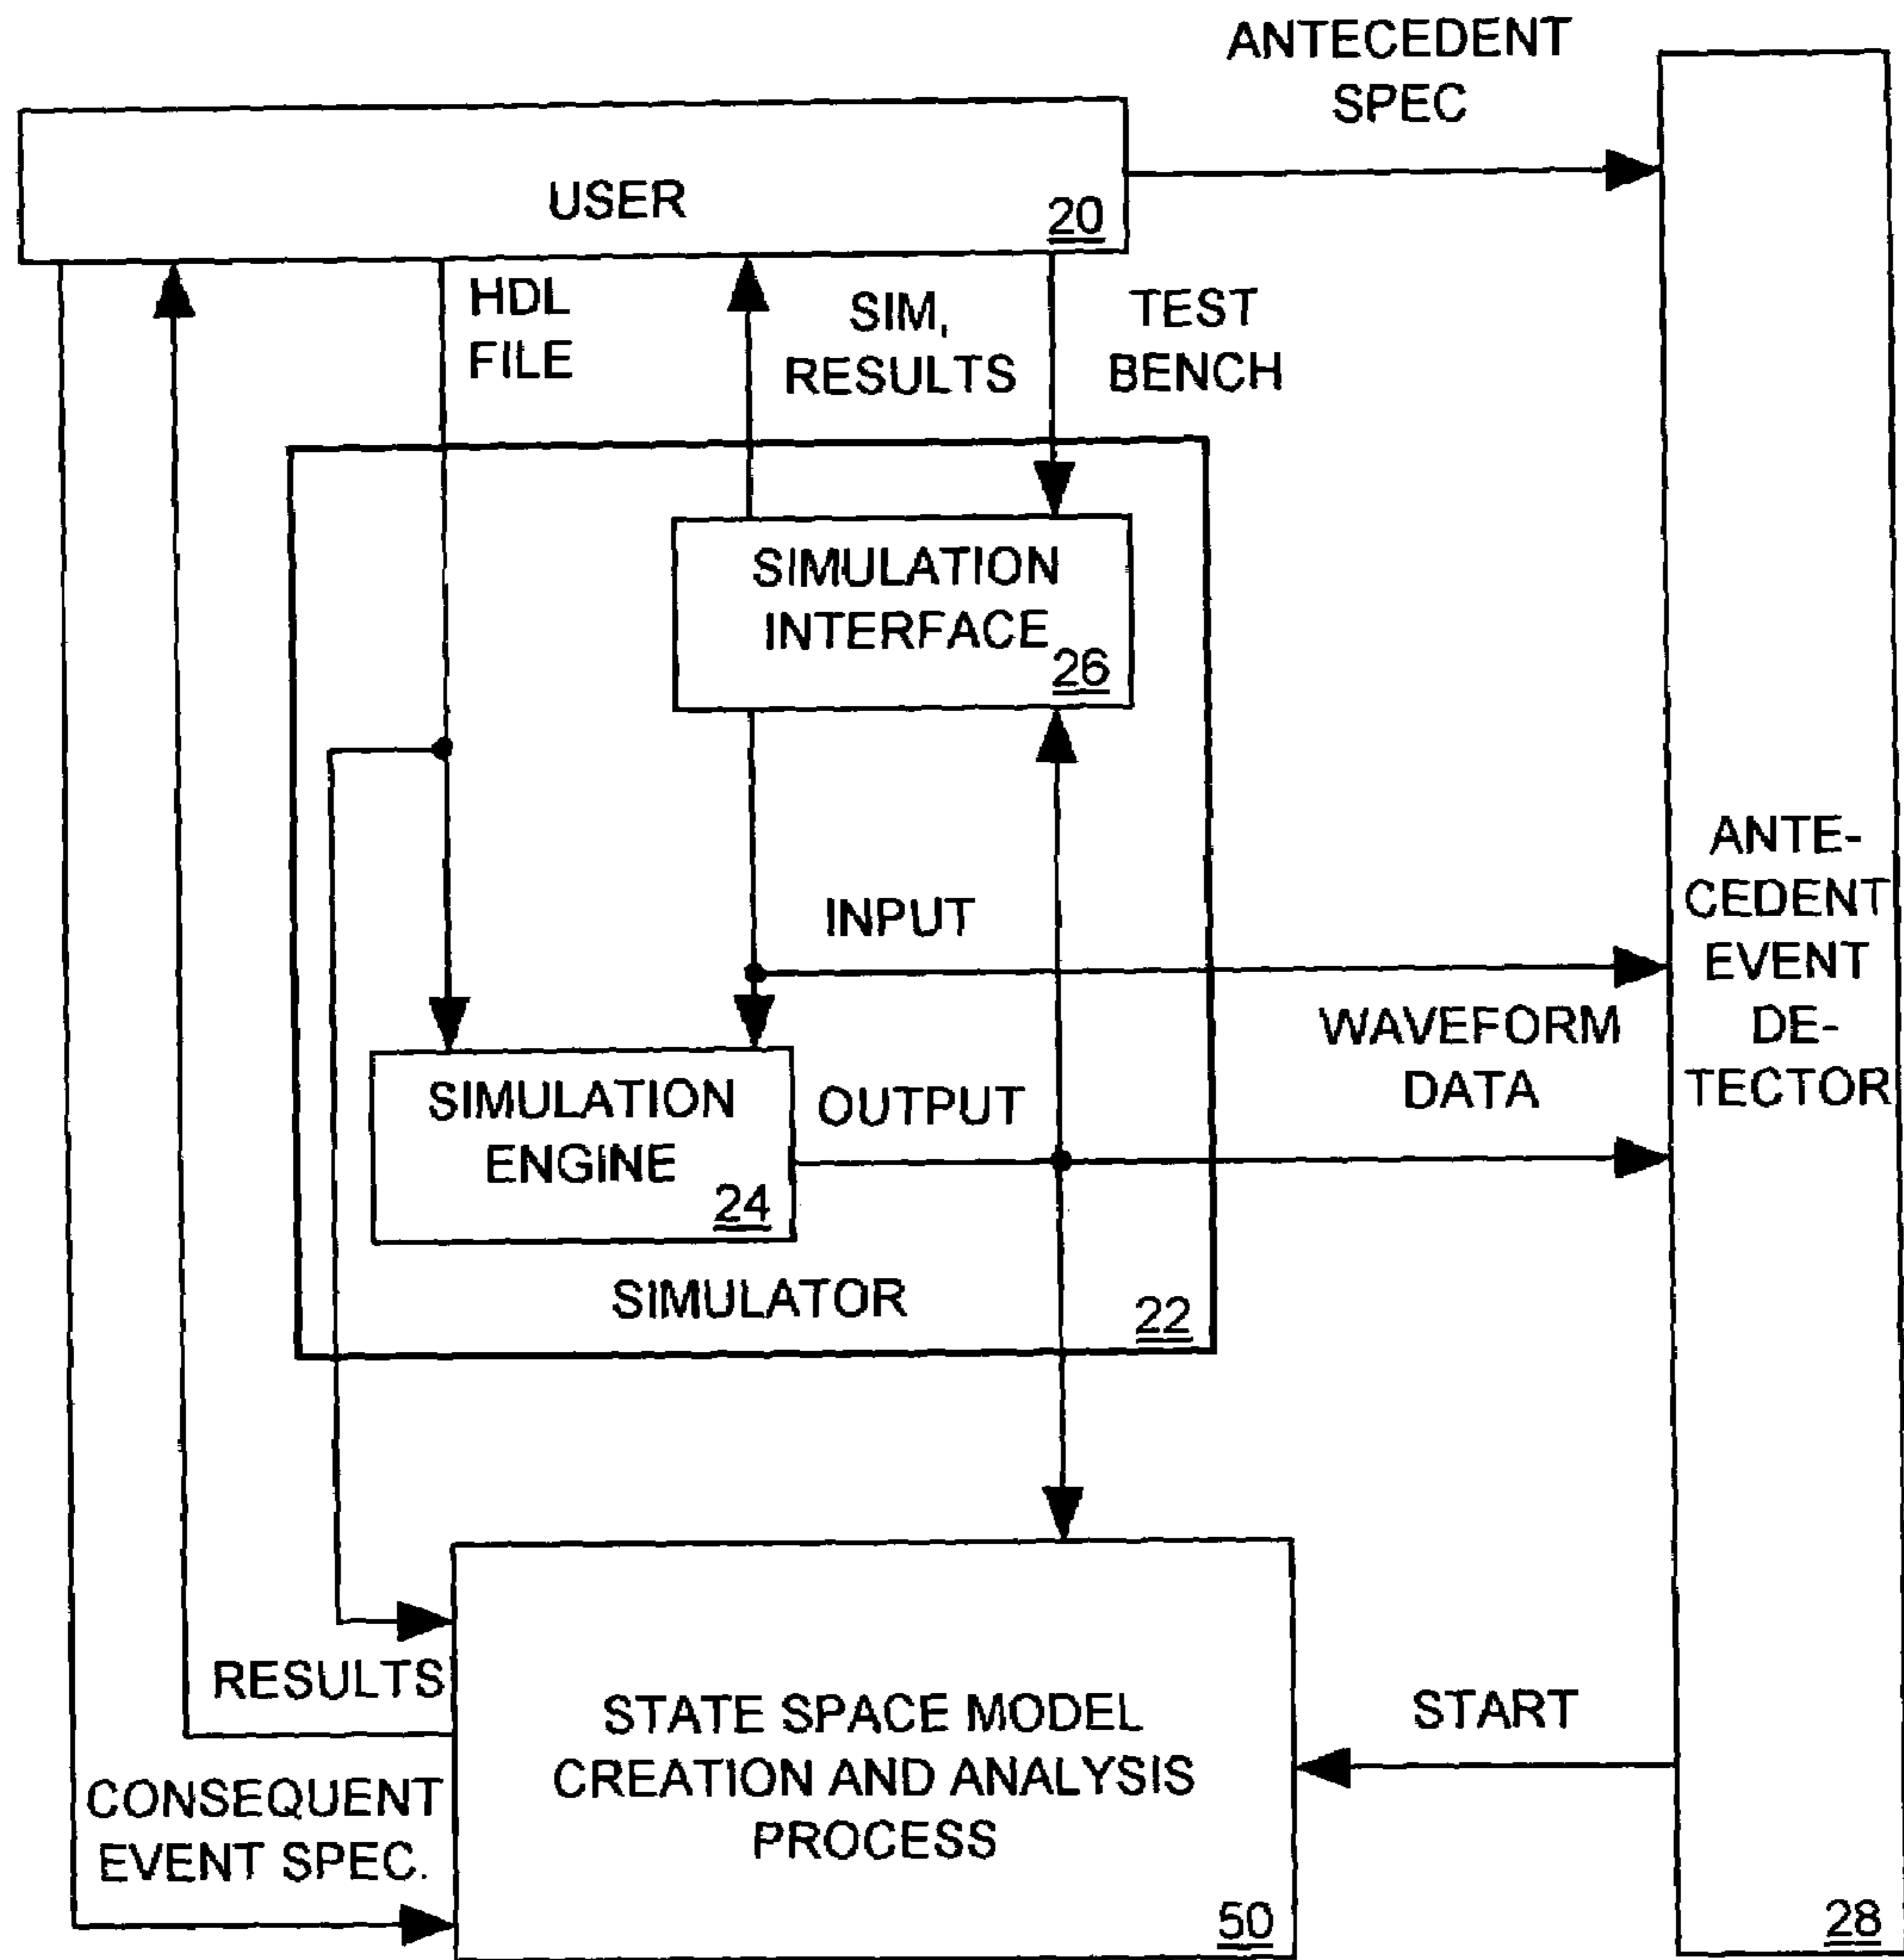 ANTECEDENT
SPEC
USER
20
HDL
FILE
SIM,
RESULTS
TEST
BENCH
SIMULATION
INTERFACE
26
INPUT
ANTE-
CEDENT
EVENT
DE-
TECTOR
WAVEFORM
DATA
SIMULATION
ENGINE
24
OUTPUT
SIMULATOR
22
RESULTS
STATE SPACE MODEL
CREATION AND ANALYSIS
PROCESS
50
START
CONSEQUENT
EVENT SPEC.
28